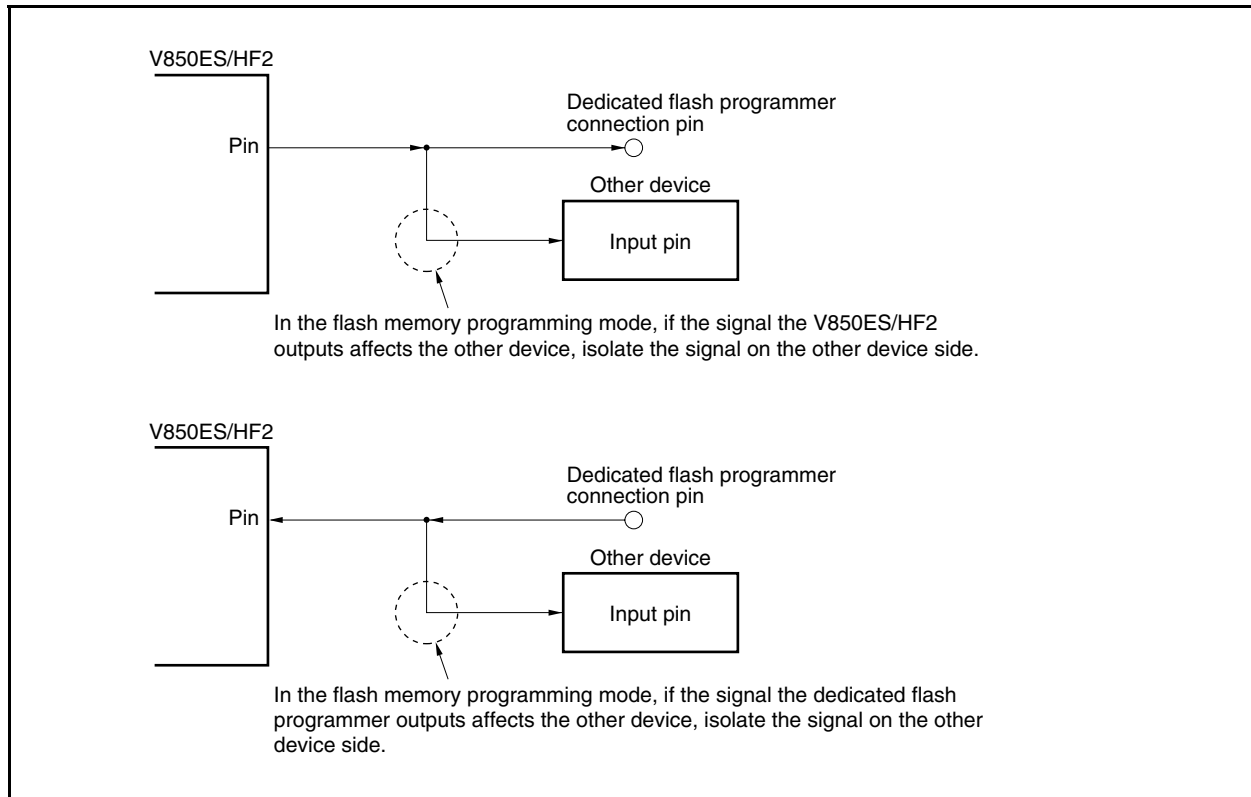 V850ES/HF2
Dedicated flash programmer
connection pin
Pin
Other device
Input pin
In the flash memory programming mode, if the signal the V850ES/HF2
outputs affects the other device, isolate the signal on the other device side.
V850ES/HF2
Dedicated flash programmer
connection pin
Pin
Other device
Input pin
In the flash memory programming mode, if the signal the dedicated flash
programmer outputs affects the other device, isolate the signal on the other
device side.